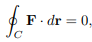 ∮_C F · dr = 0,